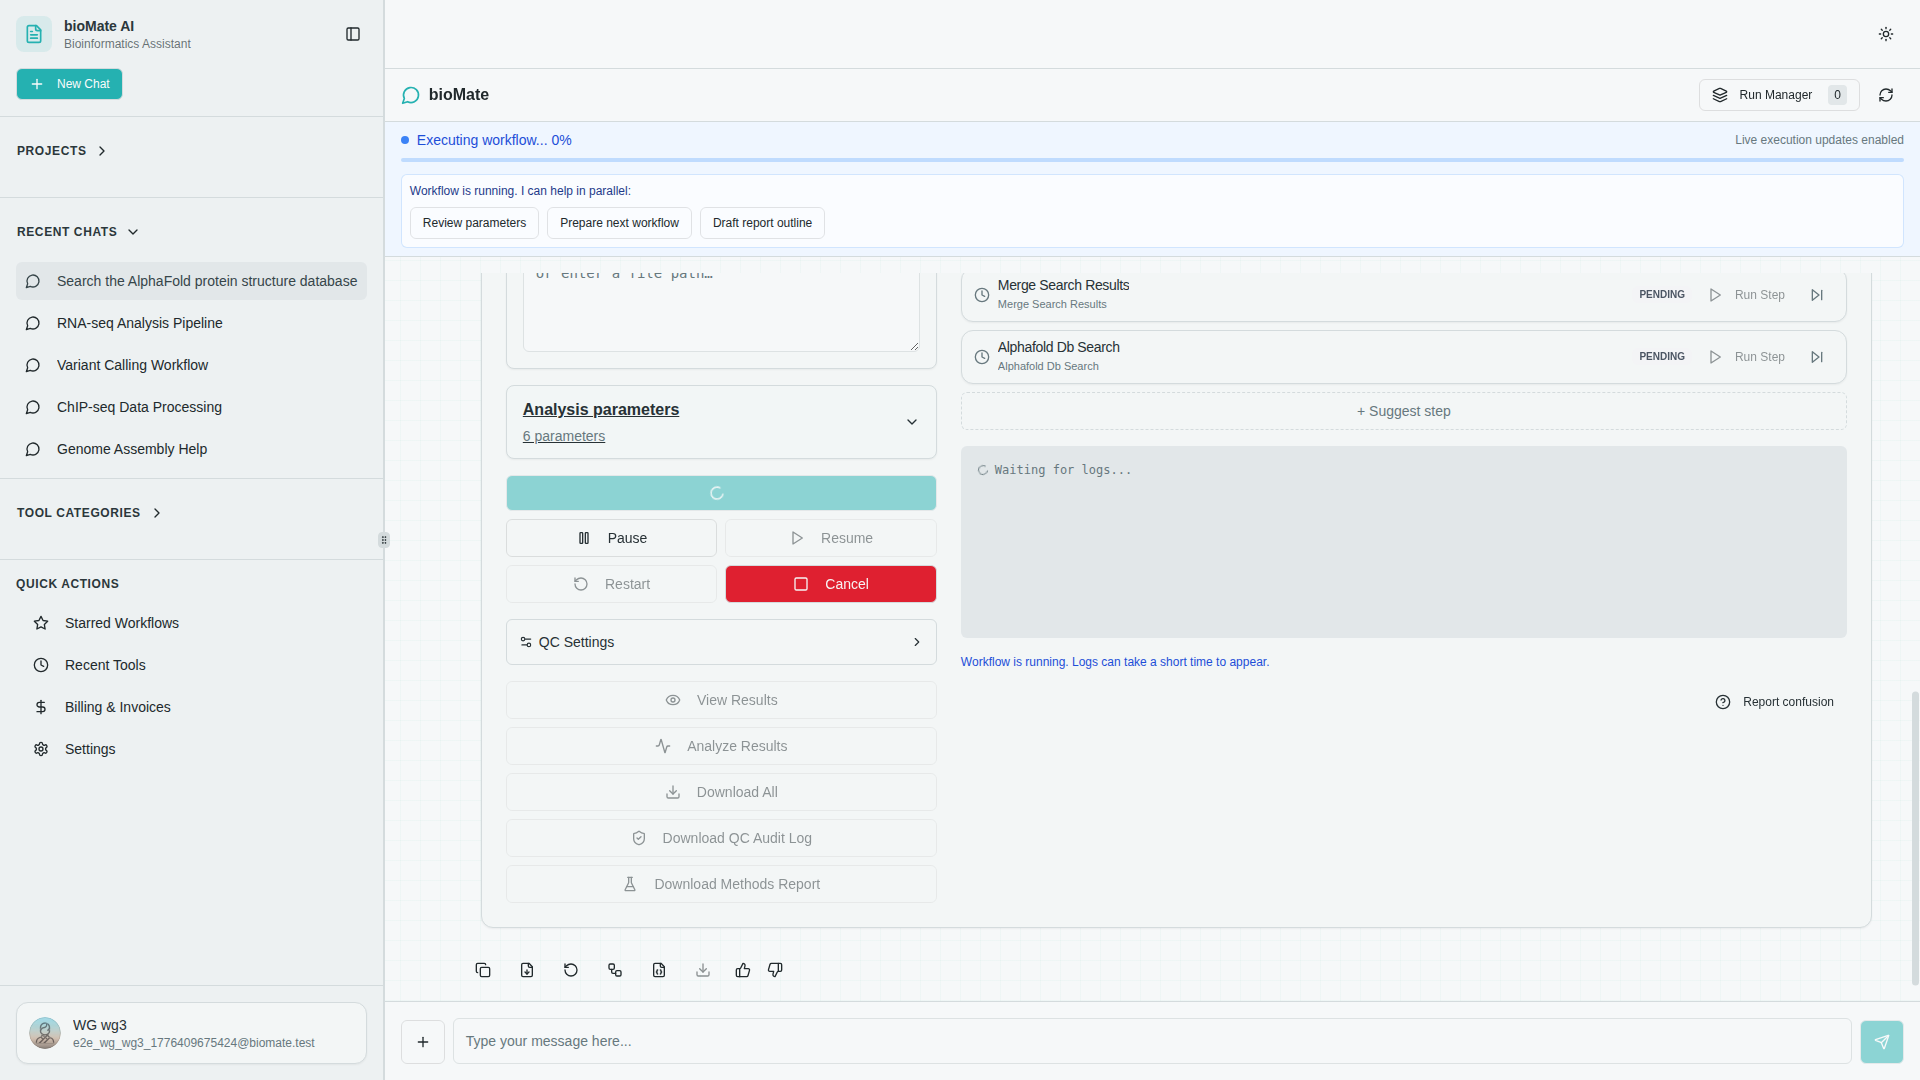 bioMate AI
Bioinformatics Assistant
New Chat
PROJECTS
RECENT CHATS
Search the AlphaFold protein structure database
RNA-seq Analysis Pipeline
Variant Calling Workflow
ChIP-seq Data Processing
Genome Assembly Help
TOOL CATEGORIES
QUICK ACTIONS
Starred Workflows
Recent Tools
Billing & Invoices
Settings
WG wg3
e2e_wg_wg3_1776409675424@biomate.test
bioMate
Run Manager 0
Executing workflow... 0%
Live execution updates enabled
Workflow is running. I can help in parallel:
Review parameters
Prepare next workflow
Draft report outline
or enter a file path…
Analysis parameters
6 parameters
Pause
Resume
Restart
Cancel
QC Settings
View Results
Analyze Results
Download All
Download QC Audit Log
Download Methods Report
Merge Search Results
Merge Search Results
PENDING
Run Step
Alphafold Db Search
Alphafold Db Search
PENDING
Run Step
+ Suggest step
Waiting for logs...
Workflow is running. Logs can take a short time to appear.
Report confusion
Type your message here...